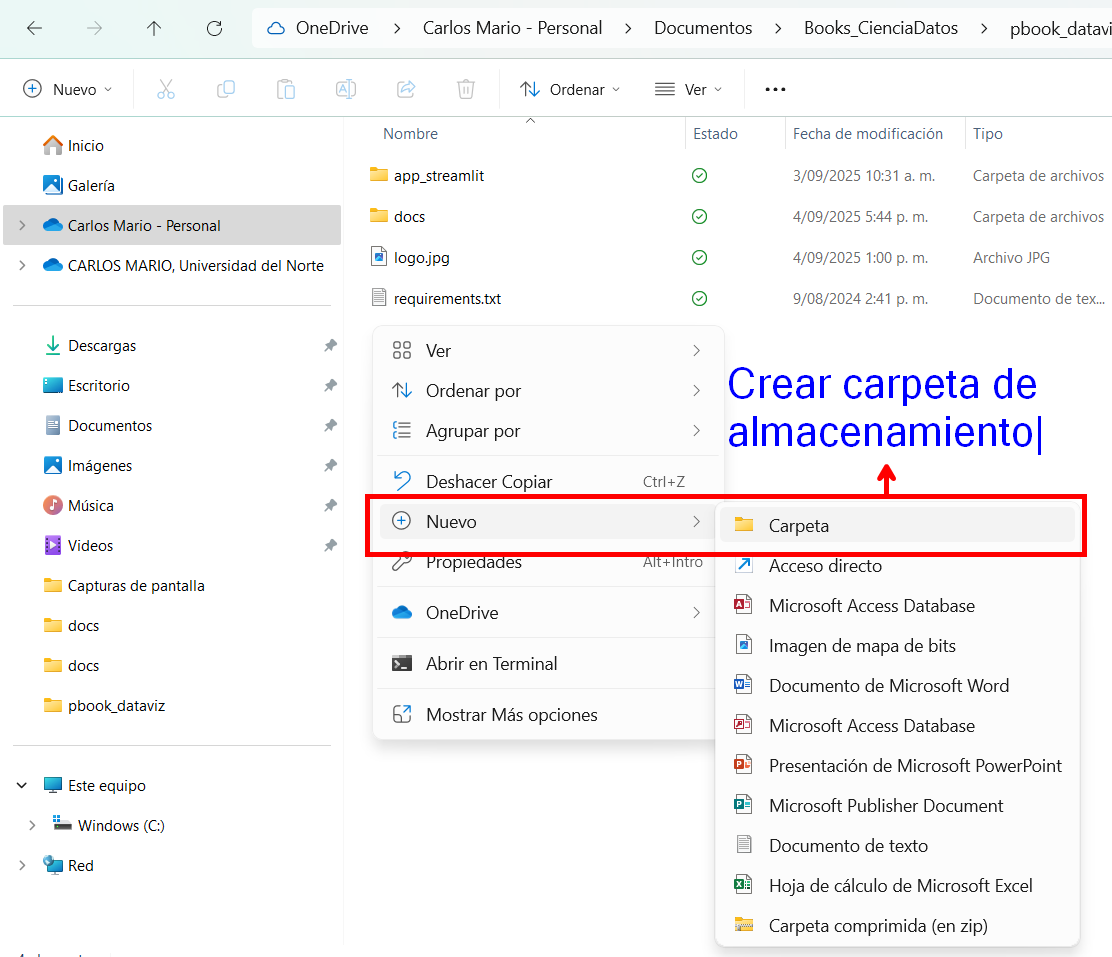 OneDrive > Carlos Mario - Personal > Documentos > Books_CienciaDatos > pbook_datavi
Nuevo Ordenar Ver ...
Nombre Estado Fecha de modificación Tipo
Inicio
Galería
Carlos Mario - Personal
CARLOS MARIO, Universidad del Norte
Descargas
Escritorio
Documentos
Imágenes
Música
Videos
Capturas de pantalla
docs
docs
pbook_dataviz
Este equipo
Windows (C:)
Red
app_streamlit 3/09/2025 10:31 a. m. Carpeta de archivos
docs 4/09/2025 5:44 p. m. Carpeta de archivos
logo.jpg 4/09/2025 1:00 p. m. Archivo JPG
requirements.txt 9/08/2024 2:41 p. m. Documento de tex...
Ver
Ordenar por
Agrupar por
Deshacer Copiar Ctrl+Z
Nuevo
Propiedades Alt+Intro
OneDrive
Abrir en Terminal
Mostrar Más opciones
Crear carpeta de
almacenamiento
Carpeta
Acceso directo
Microsoft Access Database
Imagen de mapa de bits
Documento de Microsoft Word
Microsoft Access Database
Presentación de Microsoft PowerPoint
Microsoft Publisher Document
Documento de texto
Hoja de cálculo de Microsoft Excel
Carpeta comprimida (en zip)